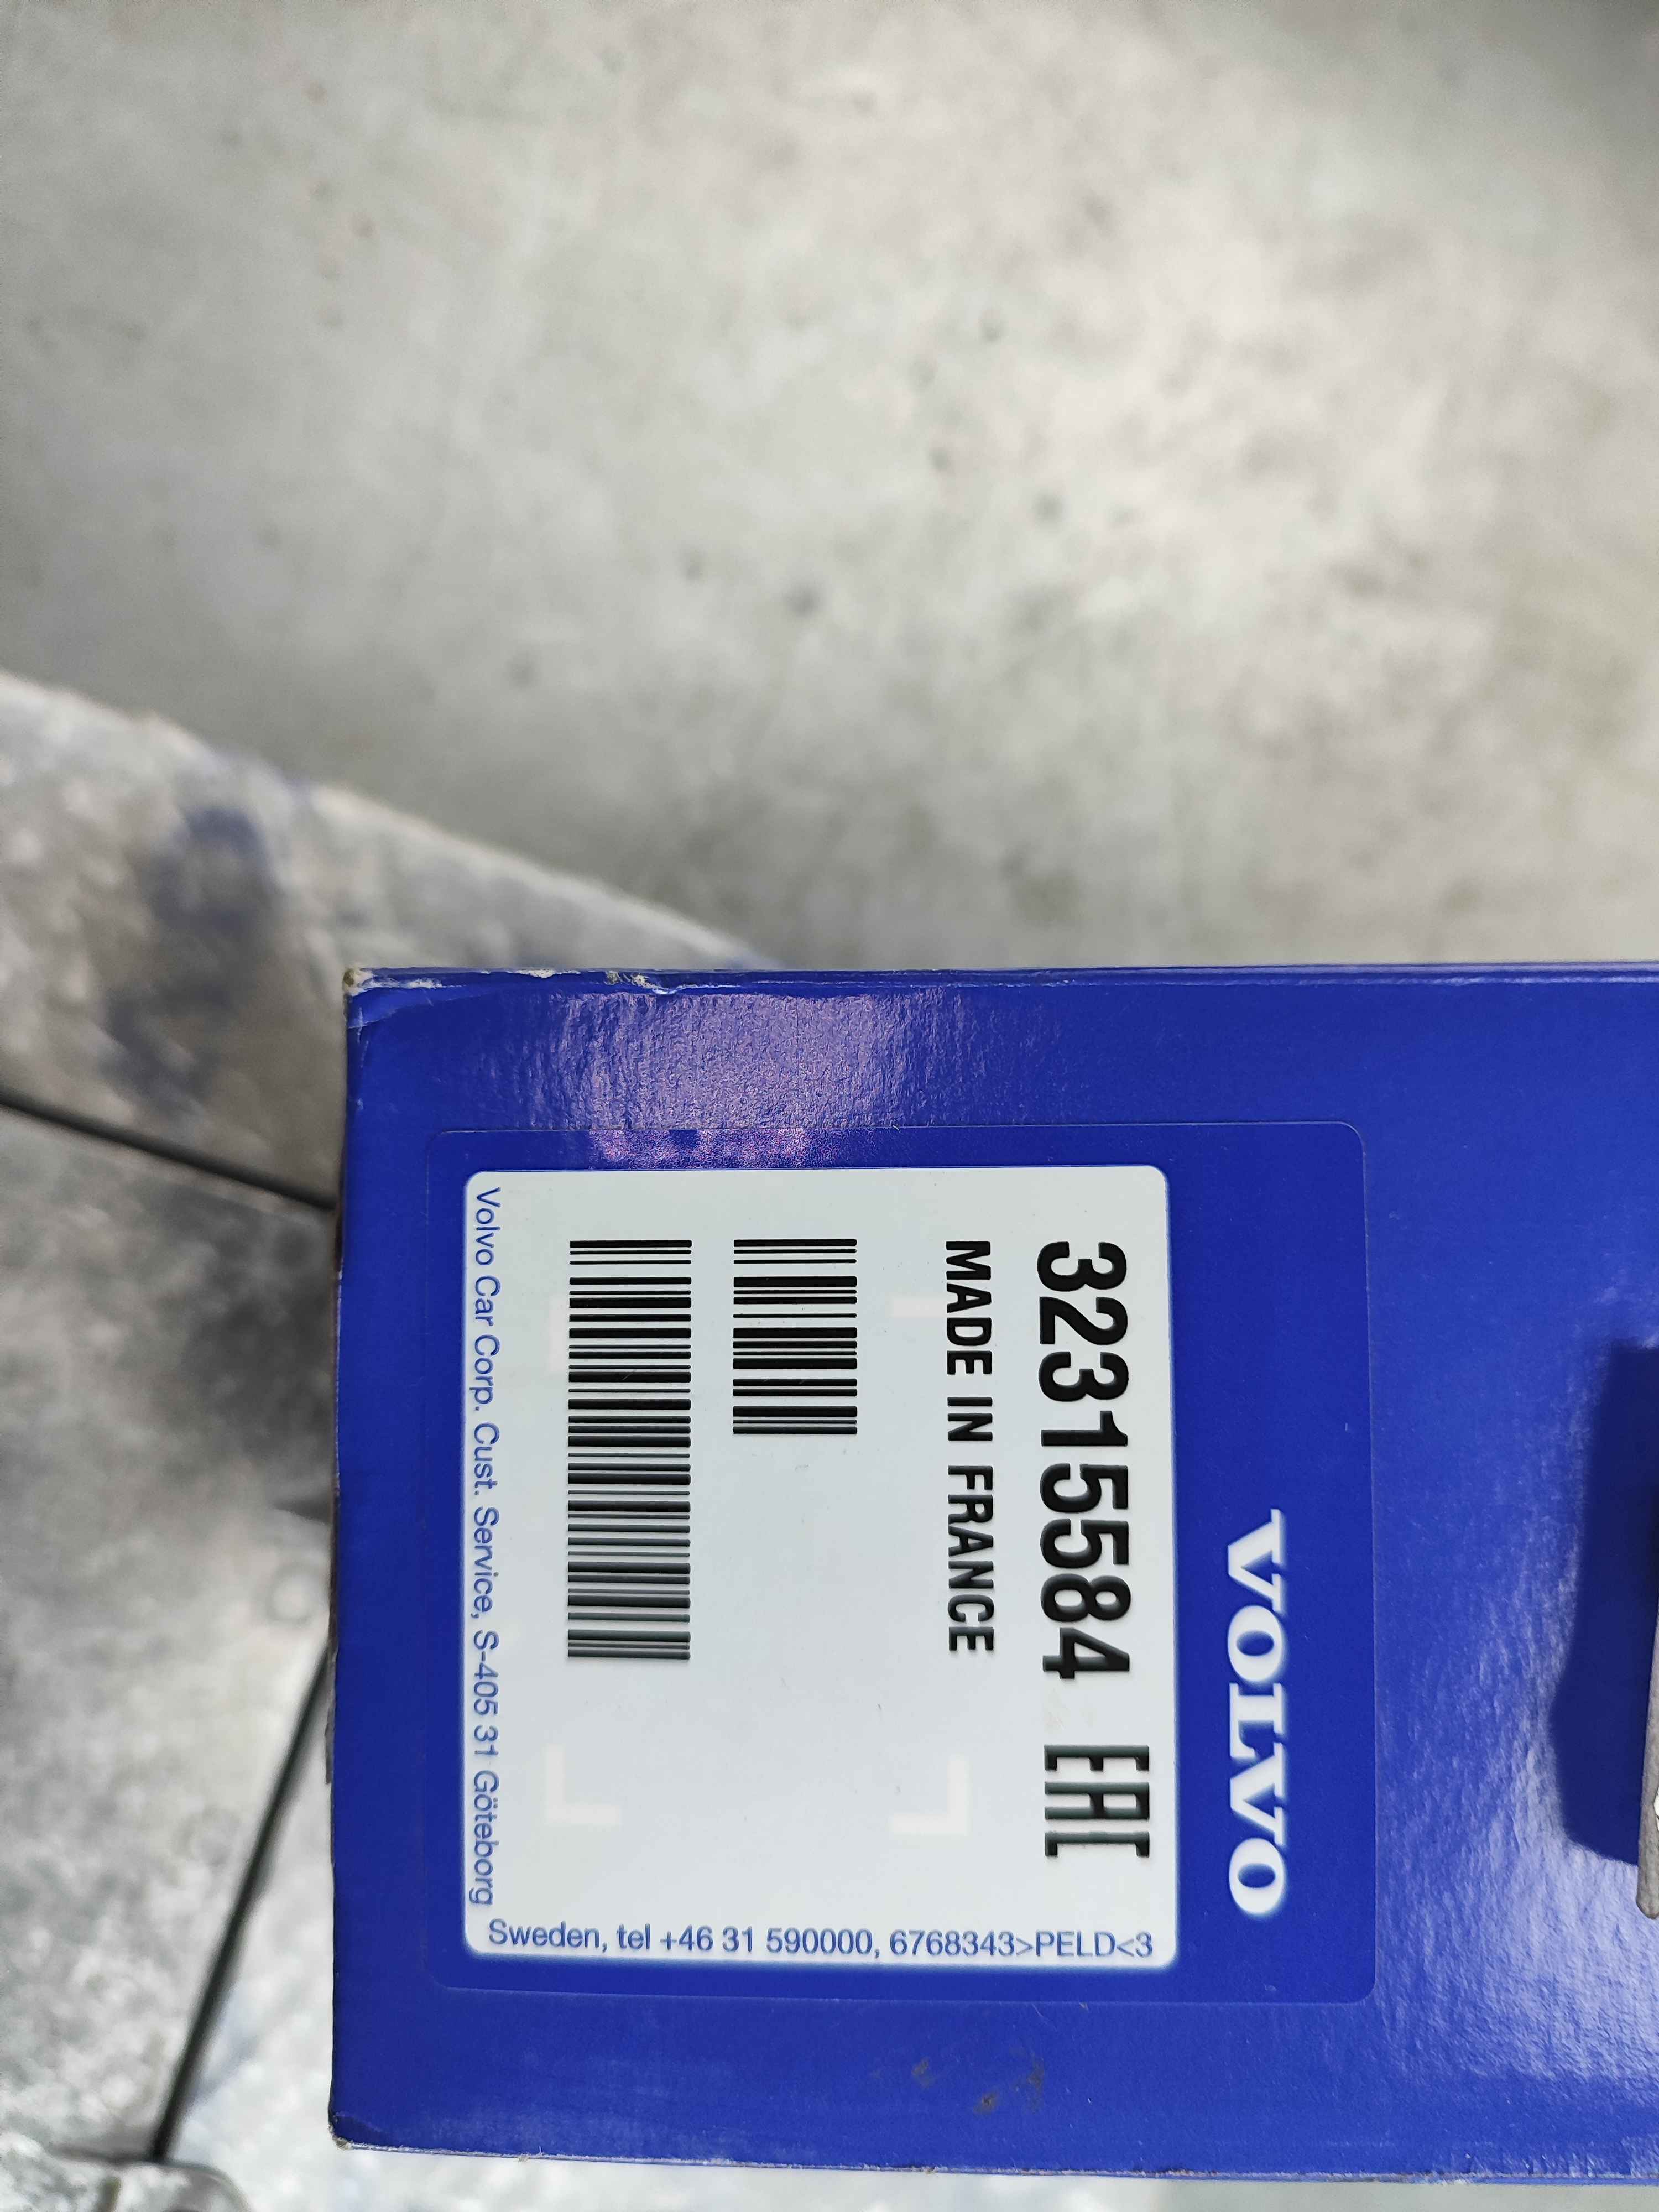 VOLVO
32315584 EAC
MADE IN FRANCE
Volvo Car Corp. Cust. Service, S-405 31 Göteborg
Sweden, tel +46 31 590000, 6768343>PELD<3